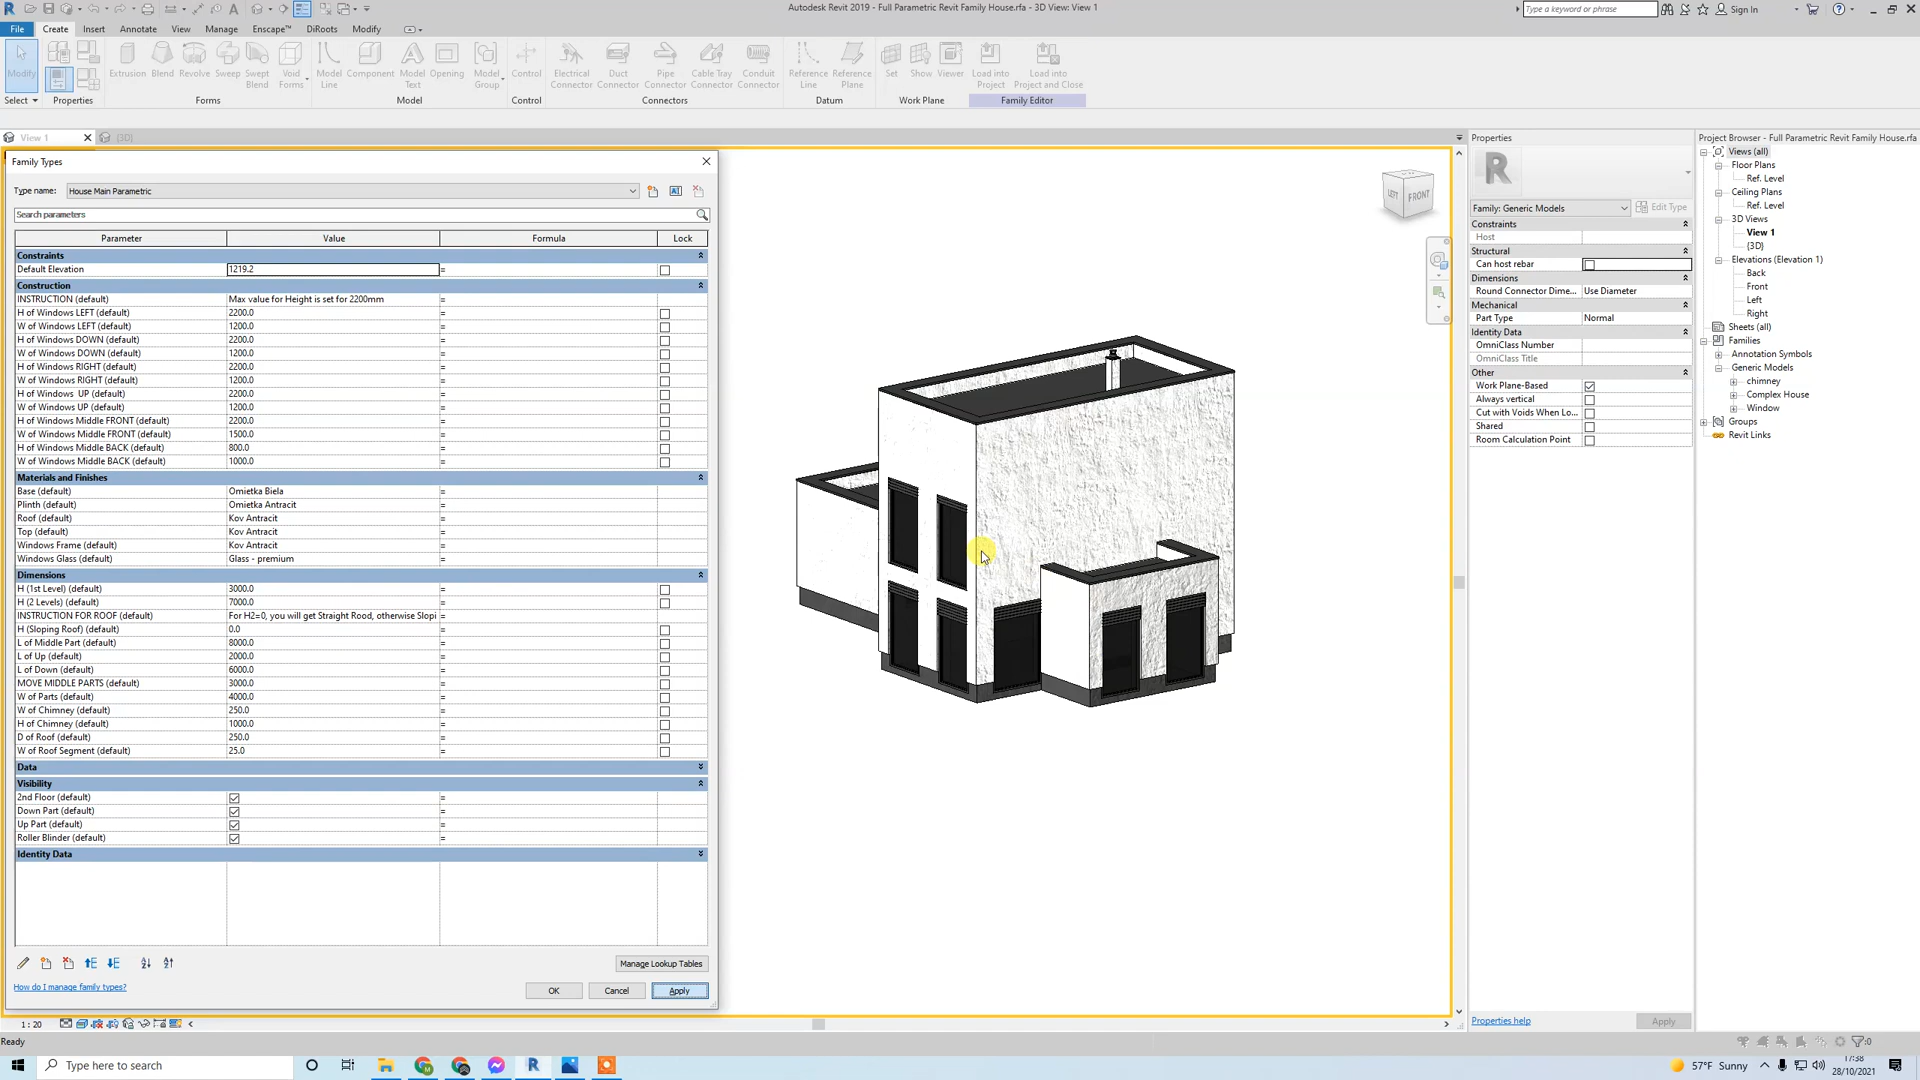 Autodesk Revit 2019 - Full Parametric Revit Family House.rfa - 3D View: View 1
Type a keyword or phrase
Sign In
File Create Insert Annotate View Manage Enscape™ DiRoots Modify
Modify
Select
Properties
Extrusion Blend Revolve Sweep Swept Blend Void Forms
Forms
Model Line Component Model Text Opening Model Group
Model
Control
Control
Electrical Connector Duct Connector Pipe Connector Cable Tray Connector Conduit Connector
Connectors
Reference Line Reference Plane
Datum
Set Show Viewer
Work Plane
Load into Project Load into Project and Close
Family Editor
View 1
{3D}
Family Types
Type name: House Main Parametric
Search parameters
Parameter Value Formula Lock
Constraints
Default Elevation 1219.2 =
Construction
INSTRUCTION (default) Max value for Height is set for 2200mm =
H of Windows LEFT (default) 2200.0 =
W of Windows LEFT (default) 1200.0 =
H of Windows DOWN (default) 2200.0 =
W of Windows DOWN (default) 1200.0 =
H of Windows RIGHT (default) 2200.0 =
W of Windows RIGHT (default) 1200.0 =
H of Windows  UP (default) 2200.0 =
W of Windows UP (default) 1200.0 =
H of Windows Middle FRONT (default) 2200.0 =
W of Windows Middle FRONT (default) 1500.0 =
H of Windows Middle BACK (default) 800.0 =
W of Windows Middle BACK (default) 1000.0 =
Materials and Finishes
Base (default) Omietka Biela =
Plinth (default) Omietka Antracit =
Roof (default) Kov Antracit =
Top (default) Kov Antracit =
Windows Frame (default) Kov Antracit =
Windows Glass (default) Glass - premium =
Dimensions
H (1st Level) (default) 3000.0 =
H (2 Levels) (default) 7000.0 =
INSTRUCTION FOR ROOF (default) For H2=0, you will get Straight Rood, otherwise Slopi =
H (Sloping Roof) (default) 0.0 =
L of Middle Part (default) 8000.0 =
L of Up (default) 2000.0 =
L of Down (default) 6000.0 =
MOVE MIDDLE PARTS (default) 3000.0 =
W of Parts (default) 4000.0 =
W of Chimney (default) 250.0 =
H of Chimney (default) 1000.0 =
D of Roof (default) 250.0 =
W of Roof Segment (default) 25.0 =
Data
Visibility
2nd Floor (default) =
Down Part (default) =
Up Part (default) =
Roller Blinder (default) =
Identity Data
Manage Lookup Tables
How do I manage family types?
OK Cancel Apply
LEFT FRONT
Properties
Family: Generic Models Edit Type
Constraints
Host
Structural
Can host rebar
Dimensions
Round Connector Dime... Use Diameter
Mechanical
Part Type Normal
Identity Data
OmniClass Number
OmniClass Title
Other
Work Plane-Based
Always vertical
Cut with Voids When Lo...
Shared
Room Calculation Point
Properties help Apply
Project Browser - Full Parametric Revit Family House.rfa
Views (all)
Floor Plans
Ref. Level
Ceiling Plans
Ref. Level
3D Views
View 1
{3D}
Elevations (Elevation 1)
Back
Front
Left
Right
Sheets (all)
Families
Annotation Symbols
Generic Models
chimney
Complex House
Window
Groups
Revit Links
1 : 20
Ready
:0
Type here to search
57°F Sunny
17:38
28/10/2021